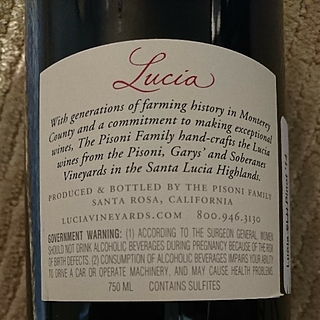 Lucia
With generations of farming history in Monterey
County and a commitment to making exceptional
wines, The Pisoni Family hand-crafts the Lucia
wines from the Pisoni, Garys' and Soberanes
Vineyards in the Santa Lucia Highlands.
PRODUCED & BOTTLED BY THE PISONI FAMILY
SANTA ROSA, CALIFORNIA
LUCIAVINEYARDS.COM 800.946.3130
GOVERNMENT WARNING: (1) ACCORDING TO THE SURGEON GENERAL, WOMEN
SHOULD NOT DRINK ALCOHOLIC BEVERAGES DURING PREGNANCY BECAUSE OF THE RISK
OF BIRTH DEFECTS. (2) CONSUMPTION OF ALCOHOLIC BEVERAGES IMPAIRS YOUR ABILITY
TO DRIVE A CAR OR OPERATE MACHINERY, AND MAY CAUSE HEALTH PROBLEMS
750 ML CONTAINS SULFITES